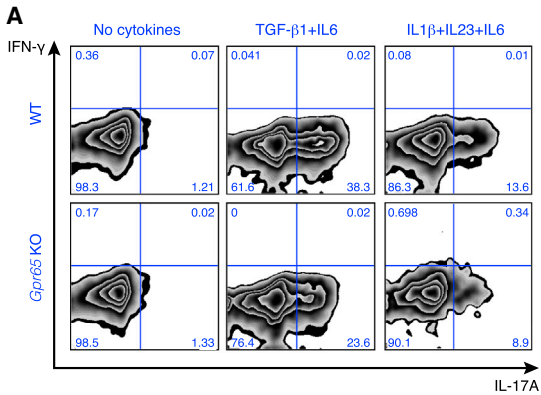 A
No cytokines TGF-β1+IL6 IL1β+IL23+IL6
IFN-γ
0.36 0.07 0.041 0.02 0.08 0.01
WT
98.3 1.21 61.6 38.3 86.3 13.6
0.17 0.02 0 0.02 0.698 0.34
Gpr65 KO
98.5 1.33 76.4 23.6 90.1 8.9
IL-17A